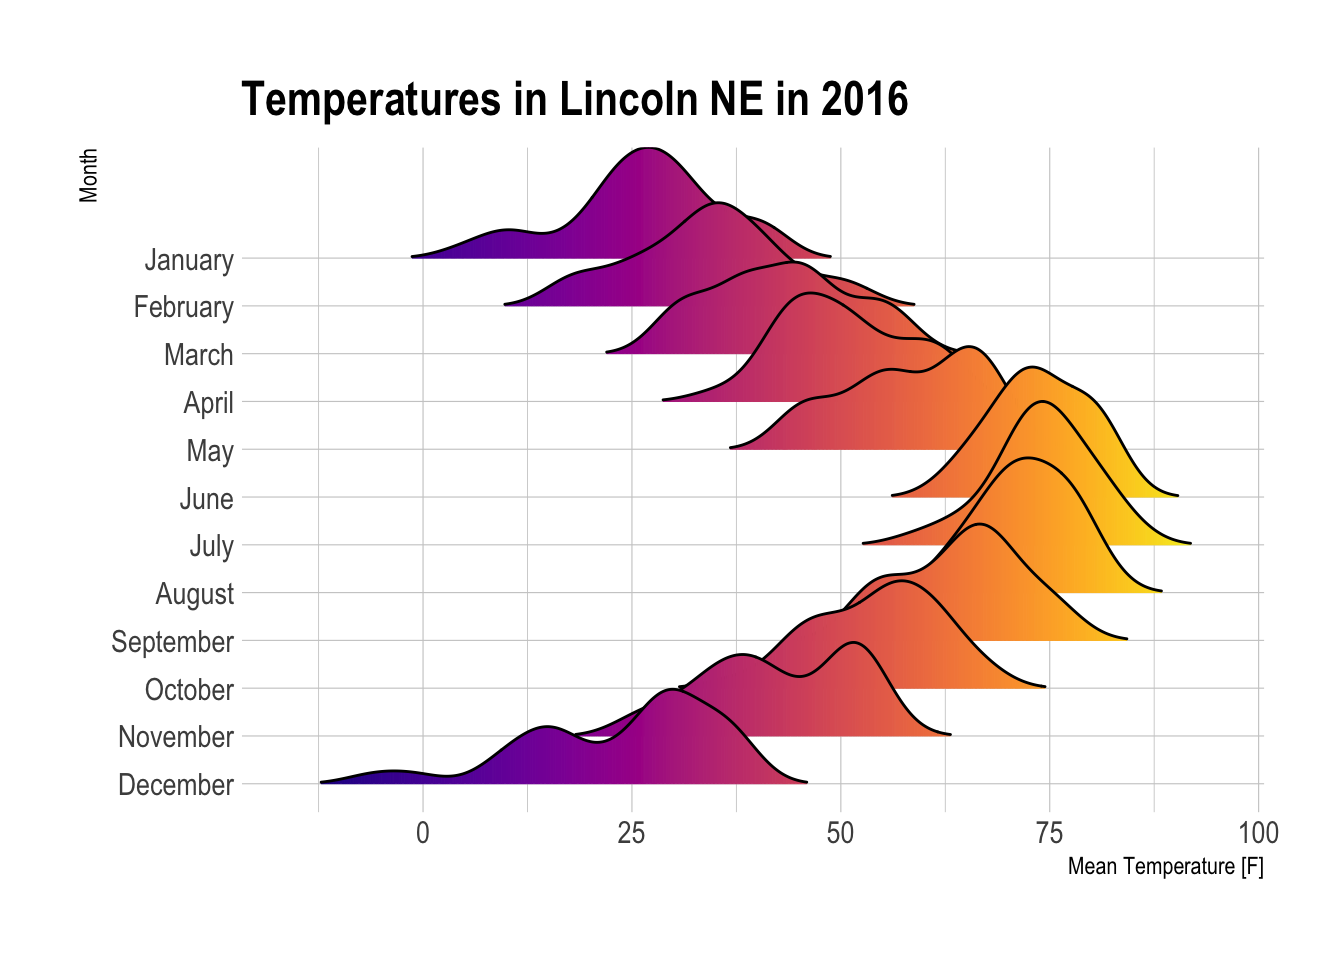 Temperatures in Lincoln NE in 2016
Month
January
February
March
April
May
June
July
August
September
October
November
December
0 25 50 75 100
Mean Temperature [F]